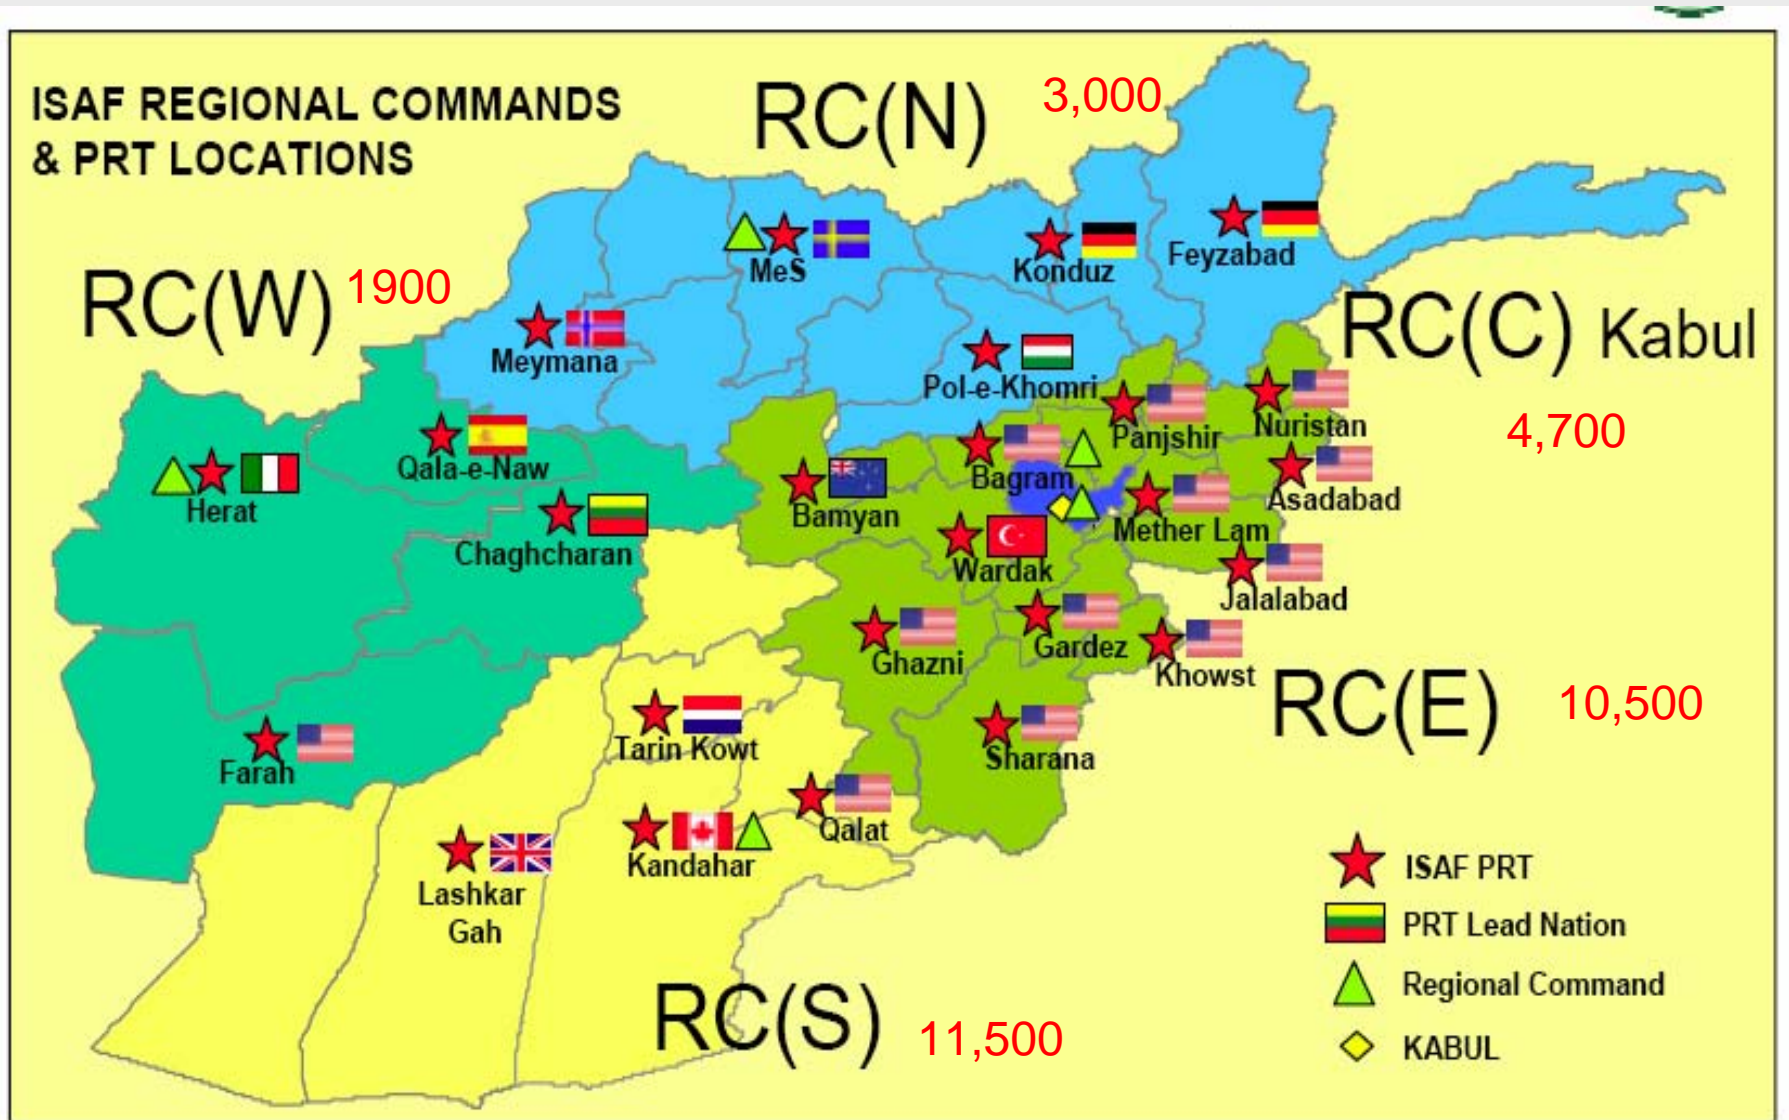 ISAF REGIONAL COMMANDS
& PRT LOCATIONS
RC(N) 3,000
RC(W) 1900
RC(C) Kabul
4,700
MeS
Konduz
Feyzabad
Meymana
Pol-e-Khomri
Panjshir
Nuristan
Qala-e-Naw
Herat
Bagram
Asadabad
Bamyan
Mether Lam
Chaghcharan
Wardak
Jalalabad
Ghazni
Gardez
Khowst
RC(E) 10,500
Tarin Kowt
Sharana
Farah
Qalat
Kandahar
Lashkar
Gah
RC(S) 11,500
ISAF PRT
PRT Lead Nation
Regional Command
KABUL